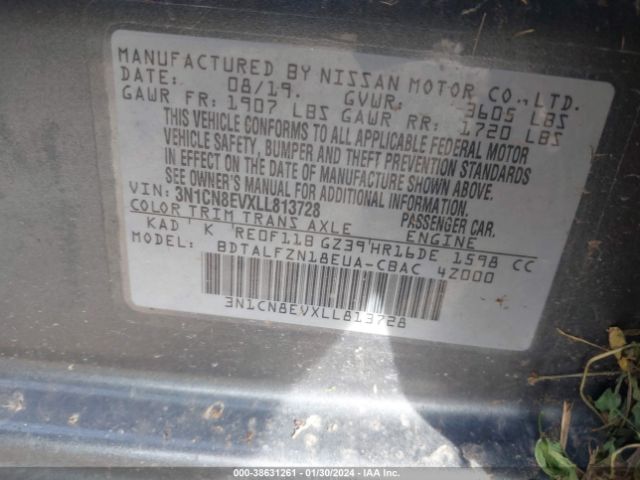 MANUFACTURED BY NISSAN MOTOR CO., LTD.
DATE: 08/19. GVWR: 3605 LBS
GAWR FR: 1907 LBS GAWR RR: 1720 LBS
THIS VEHICLE CONFORMS TO ALL APPLICABLE FEDERAL MOTOR
VEHICLE SAFETY, BUMPER AND THEFT PREVENTION STANDARDS
IN EFFECT ON THE DATE OF MANUFACTURE SHOWN ABOVE.
SEE OWNER'S MANUAL FOR ADDITIONAL INFORMATION.
VIN: 3N1CN8EVXLL813728 PASSENGER CAR.
COLOR TRIM TRANS AXLE ENGINE
KAD ' K ' RE0F11B GZ39'HR16DE 1598 CC
MODEL: BDTALFZN18EUA-CBAC 4Z000
3N1CN8EVXLL813728
000-38631261 - 01/30/2024 - IAA Inc.